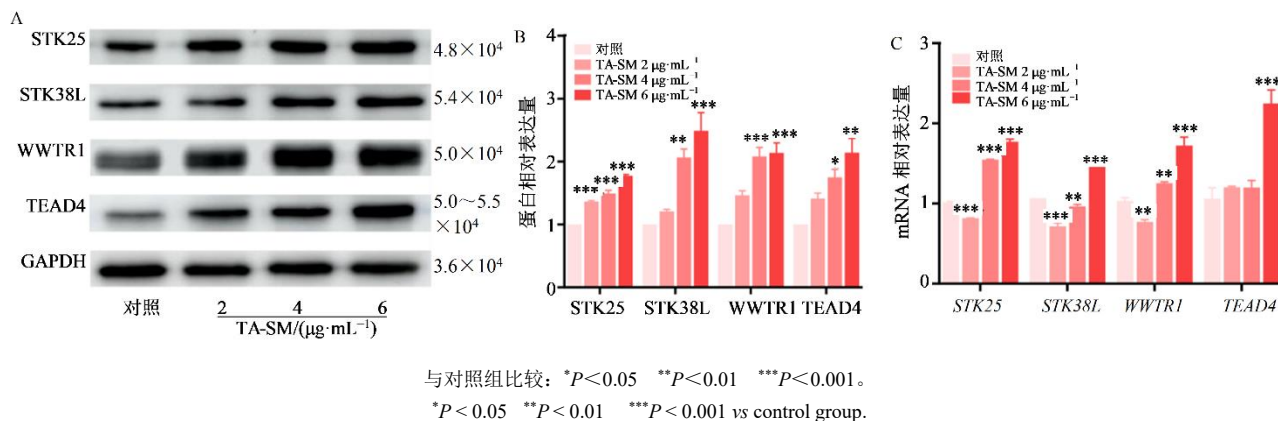 A
STK25
4.8×10⁴
STK38L
5.4×10⁴
WWTR1
5.0×10⁴
TEAD4
5.0～5.5
×10⁴
GAPDH
3.6×10⁴
对照 2 4 6
TA-SM/(μg·mL⁻¹)
B
蛋白相对表达量
4
3
2
1
0
对照
TA-SM 2 μg·mL⁻¹
TA-SM 4 μg·mL⁻¹
TA-SM 6 μg·mL⁻¹
*** *** ***
** ***
*** ***
* **
STK25 STK38L WWTR1 TEAD4
C
mRNA 相对表达量
3
2
1
0
对照
TA-SM 2 μg·mL⁻¹
TA-SM 4 μg·mL⁻¹
TA-SM 6 μg·mL⁻¹
*** *** ***
*** ** ***
** ** ***
***
STK25 STK38L WWTR1 TEAD4
与对照组比较：*P＜0.05 **P＜0.01 ***P＜0.001。
*P < 0.05 **P < 0.01 ***P < 0.001 vs control group.